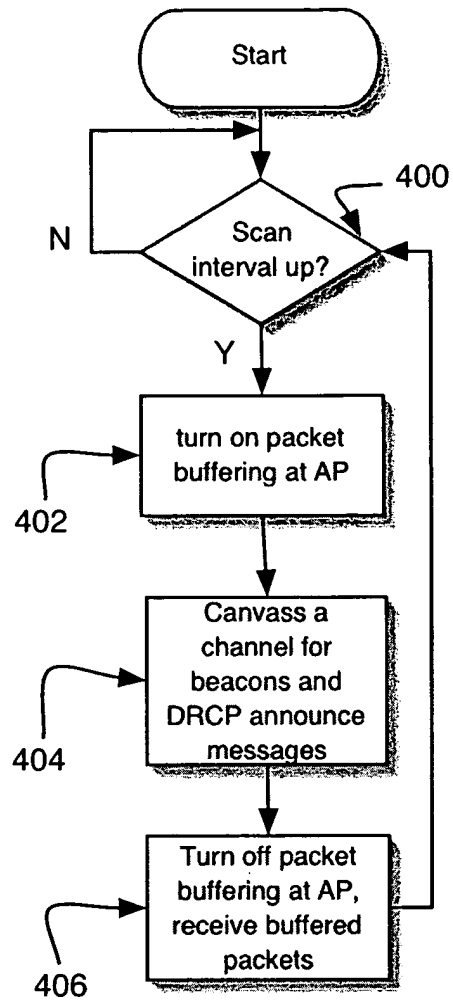 Start
400
N
Scan
interval up?
Y
turn on packet
buffering at AP
402
Canvass a
channel for
beacons and
DRCP announce
messages
404
Turn off packet
buffering at AP,
receive buffered
packets
406